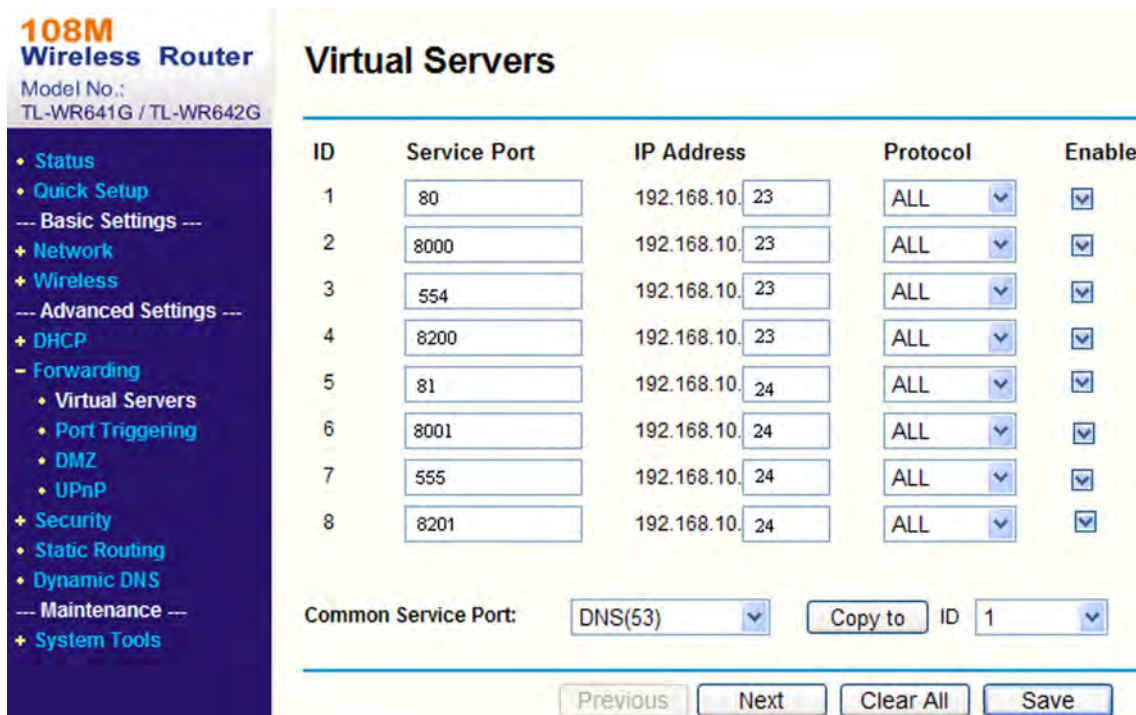 108M
Wireless Router
Model No.:
TL-WR641G / TL-WR642G
Status
Quick Setup
--- Basic Settings ---
Network
Wireless
--- Advanced Settings ---
DHCP
Forwarding
Virtual Servers
Port Triggering
DMZ
UPnP
Security
Static Routing
Dynamic DNS
--- Maintenance ---
System Tools
Virtual Servers
ID Service Port IP Address Protocol Enable
1 80 192.168.10. 23 ALL
2 8000 192.168.10. 23 ALL
3 554 192.168.10. 23 ALL
4 8200 192.168.10. 23 ALL
5 81 192.168.10. 24 ALL
6 8001 192.168.10. 24 ALL
7 555 192.168.10. 24 ALL
8 8201 192.168.10. 24 ALL
Common Service Port: DNS(53) Copy to ID 1
Previous Next Clear All Save